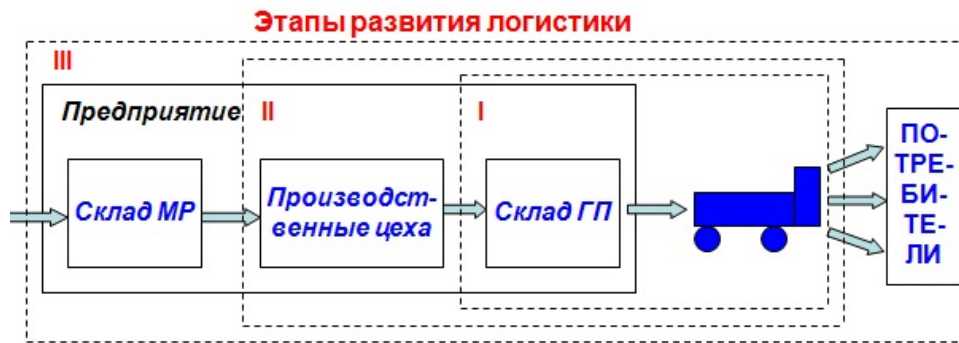 Этапы развития логистики
III
Предприятие
II
I
Склад МР
Производст-
венные цеха
Склад ГП
ПО-
ТРЕ-
БИ-
ТЕ-
ЛИ